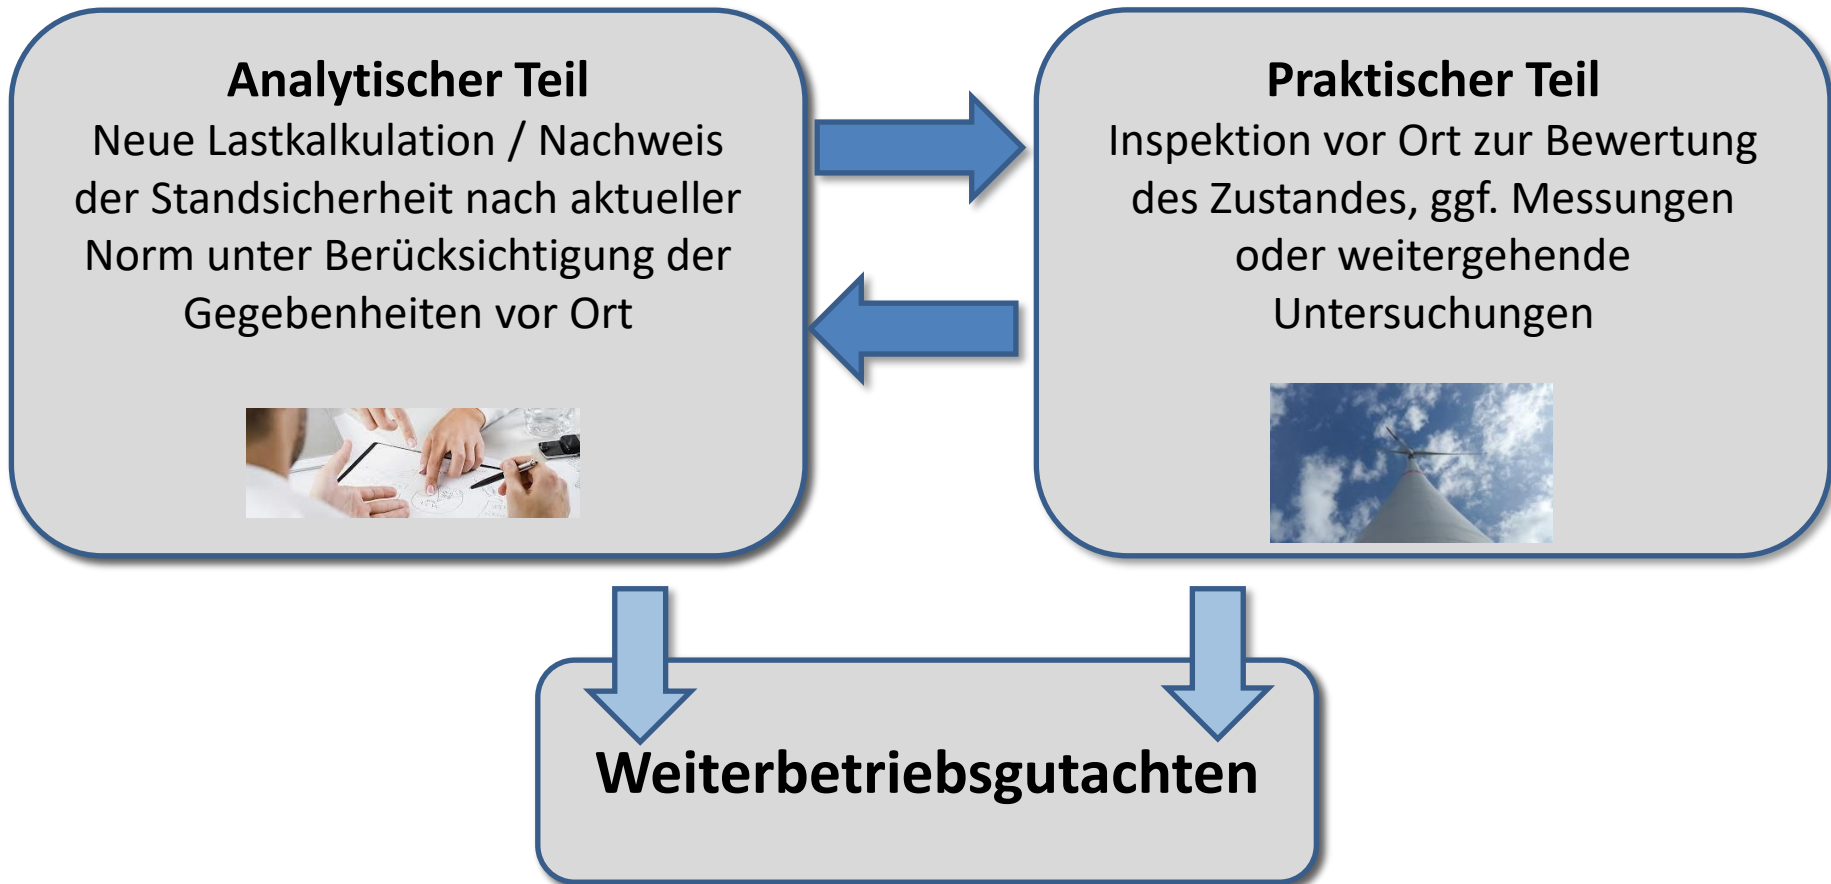 Analytischer Teil
Neue Lastkalkulation / Nachweis
der Standsicherheit nach aktueller
Norm unter Berücksichtigung der
Gegebenheiten vor Ort
Praktischer Teil
Inspektion vor Ort zur Bewertung
des Zustandes, ggf. Messungen
oder weitergehende
Untersuchungen
Weiterbetriebsgutachten